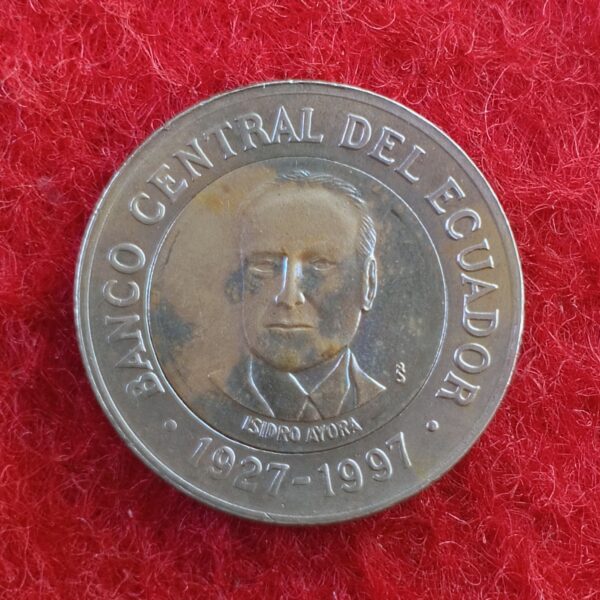 BANCO CENTRAL DEL ECUADOR
ISIDRO AYORA
· 1927-1997 ·